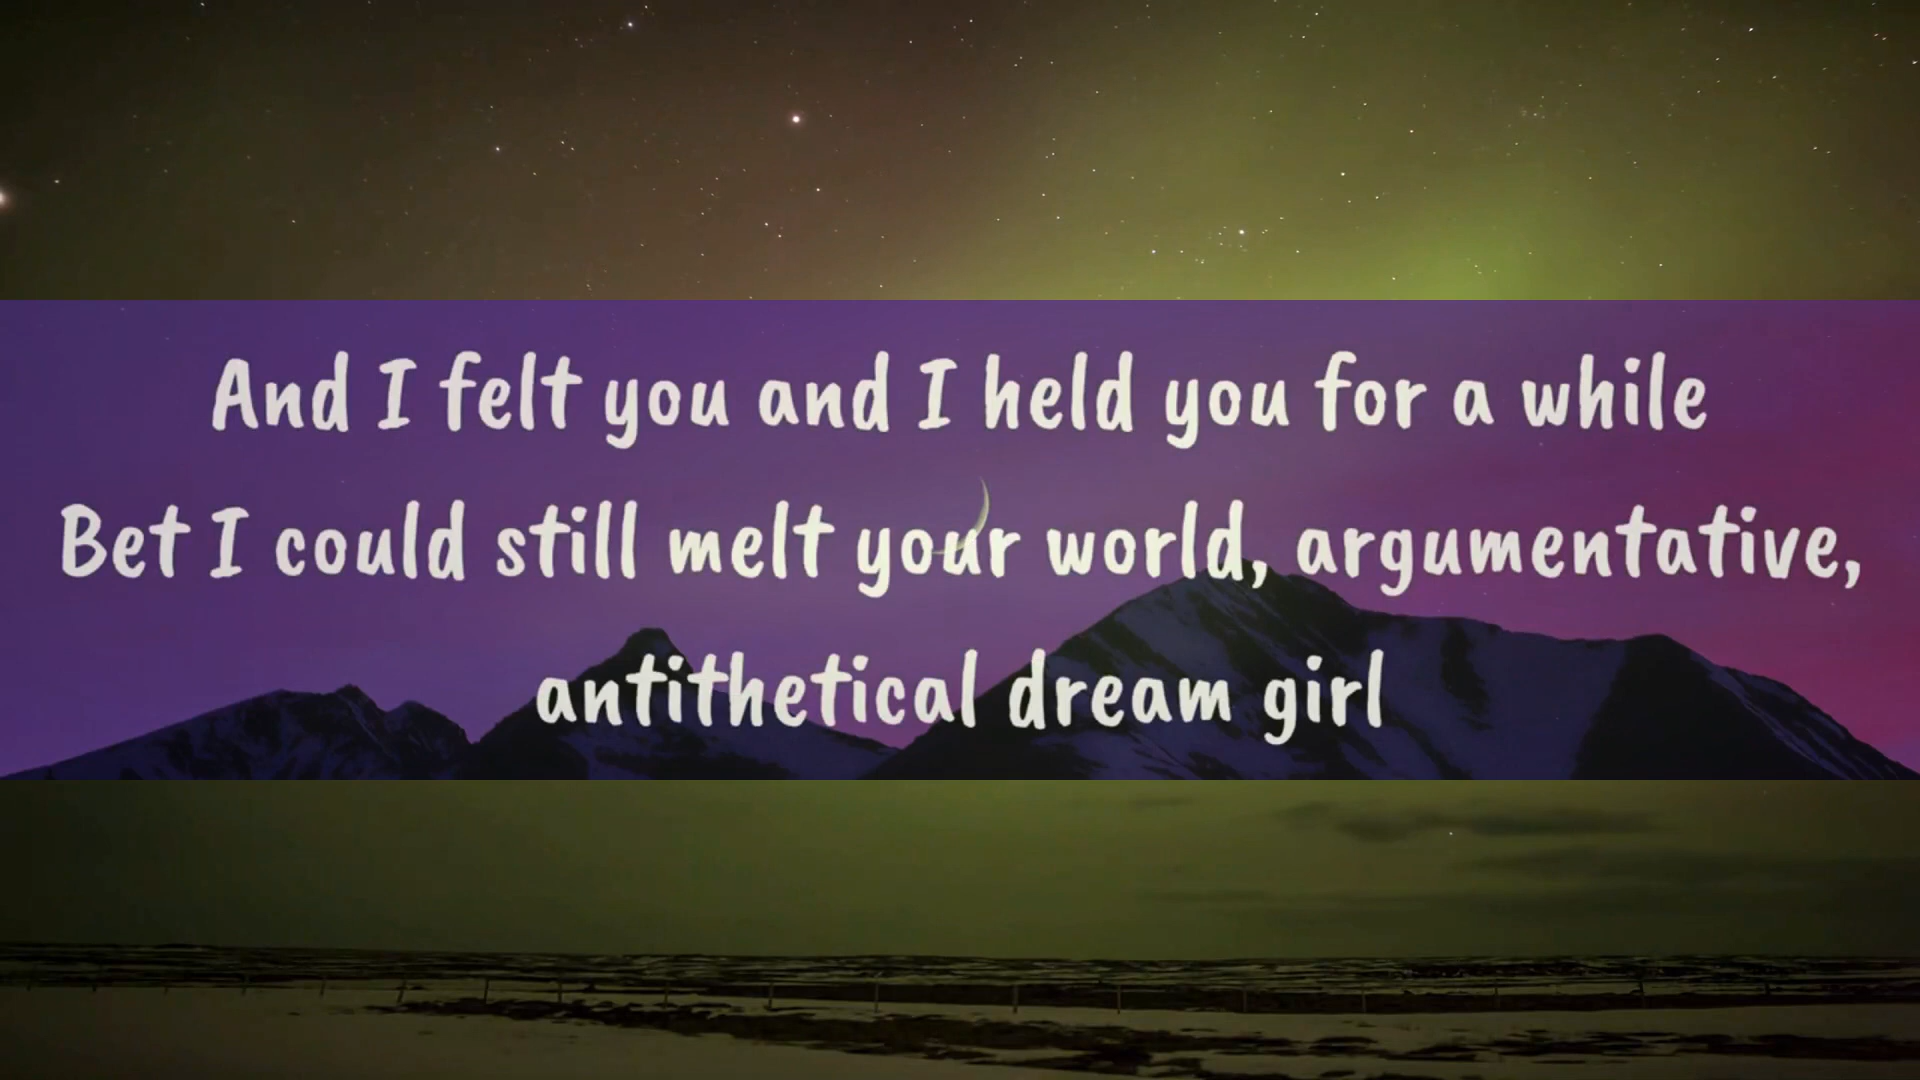 And I felt you and I held you for a while
Bet I could still melt your world, argumentative,
antithetical dream girl